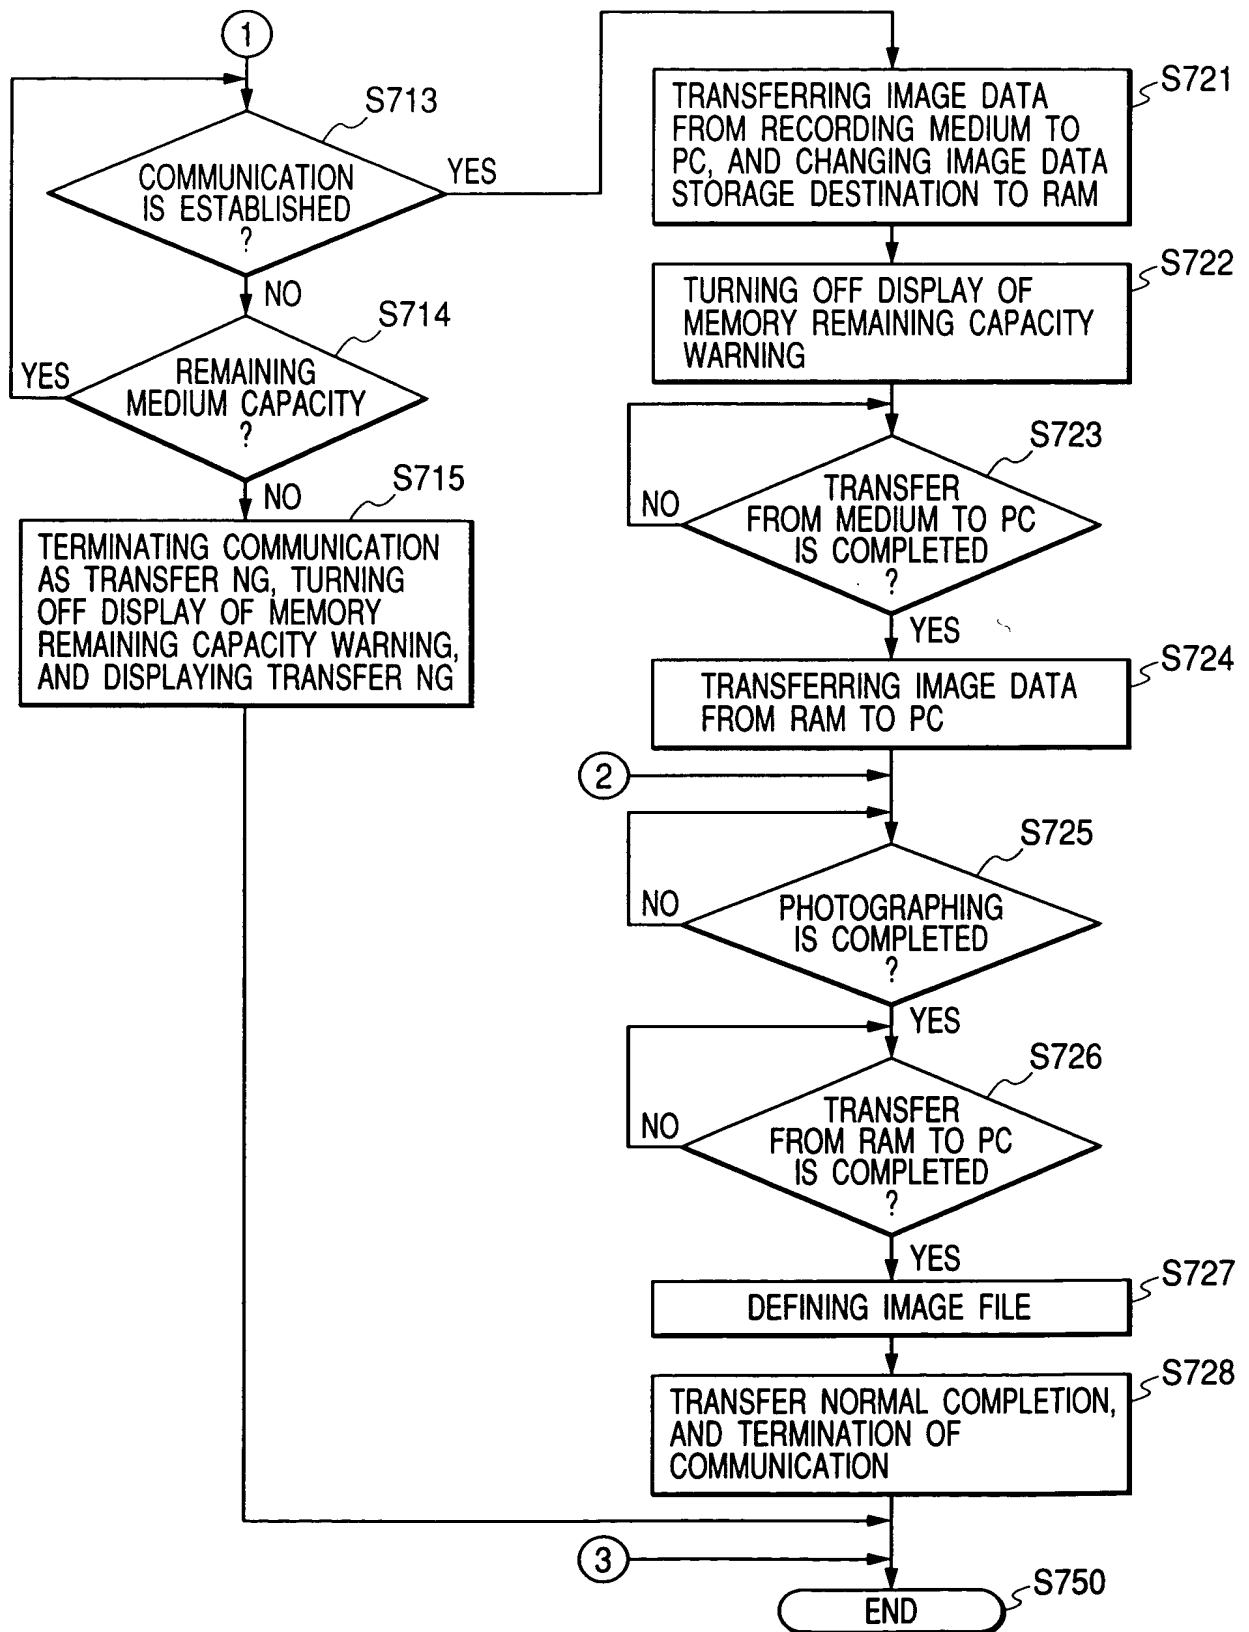 1
S713
COMMUNICATION
IS ESTABLISHED
?
YES
NO
S714
REMAINING
MEDIUM CAPACITY
?
YES
NO
S715
TERMINATING COMMUNICATION
AS TRANSFER NG, TURNING
OFF DISPLAY OF MEMORY
REMAINING CAPACITY WARNING,
AND DISPLAYING TRANSFER NG
S721
TRANSFERRING IMAGE DATA
FROM RECORDING MEDIUM TO
PC, AND CHANGING IMAGE DATA
STORAGE DESTINATION TO RAM
S722
TURNING OFF DISPLAY OF
MEMORY REMAINING CAPACITY
WARNING
S723
TRANSFER
FROM MEDIUM TO PC
IS COMPLETED
?
NO
YES
S724
TRANSFERRING IMAGE DATA
FROM RAM TO PC
2
S725
PHOTOGRAPHING
IS COMPLETED
?
NO
YES
S726
TRANSFER
FROM RAM TO PC
IS COMPLETED
?
NO
YES
S727
DEFINING IMAGE FILE
S728
TRANSFER NORMAL COMPLETION,
AND TERMINATION OF
COMMUNICATION
3
S750
END